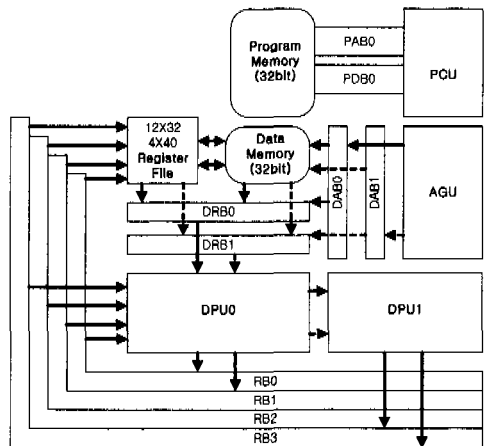 Program
Memory
(32bit)
PAB0
PDB0
PCU
12X32
4X40
Register
File
Data
Memory
(32bit)
DAB0
DAB1
AGU
DRB0
DRB1
DPU0
DPU1
RB0
RB1
RB2
RB3